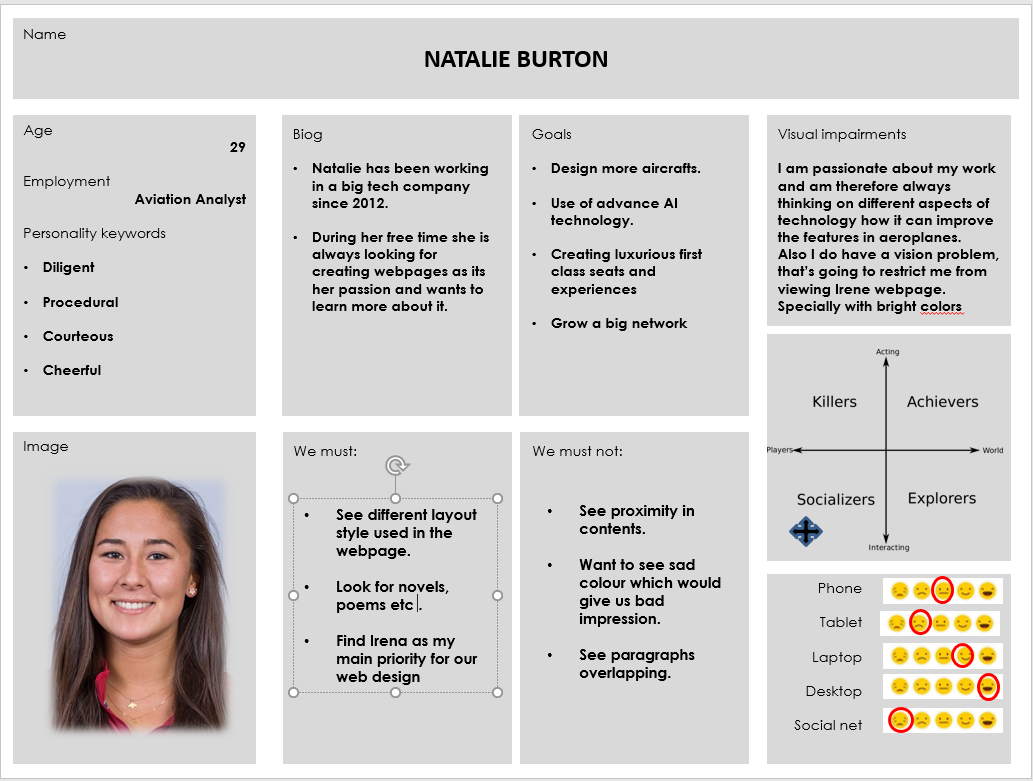 Name
NATALIE BURTON
Age
29
Employment
Aviation Analyst
Personality keywords
• Diligent
• Procedural
• Courteous
• Cheerful
Biog
• Natalie has been working
in a big tech company
since 2012.
• During her free time she is
always looking for
creating webpages as its
her passion and wants to
learn more about it.
Goals
• Design more aircrafts.
• Use of advance AI
technology.
• Creating luxurious first
class seats and
experiences
• Grow a big network
Visual impairments
I am passionate about my work
and am therefore always
thinking on different aspects of
technology how it can improve
the features in aeroplanes.
Also I do have a vision problem,
that's going to restrict me from
viewing Irene webpage.
Specially with bright colors
Image
We must:
• See different layout
style used in the
webpage.
• Look for novels,
poems etc .
• Find Irena as my
main priority for our
web design
We must not:
• See proximity in
contents.
• Want to see sad
colour which would
give us bad
impression.
• See paragraphs
overlapping.
Acting
Killers
Achievers
Players
World
Socializers
Explorers
Interacting
Phone
Tablet
Laptop
Desktop
Social net